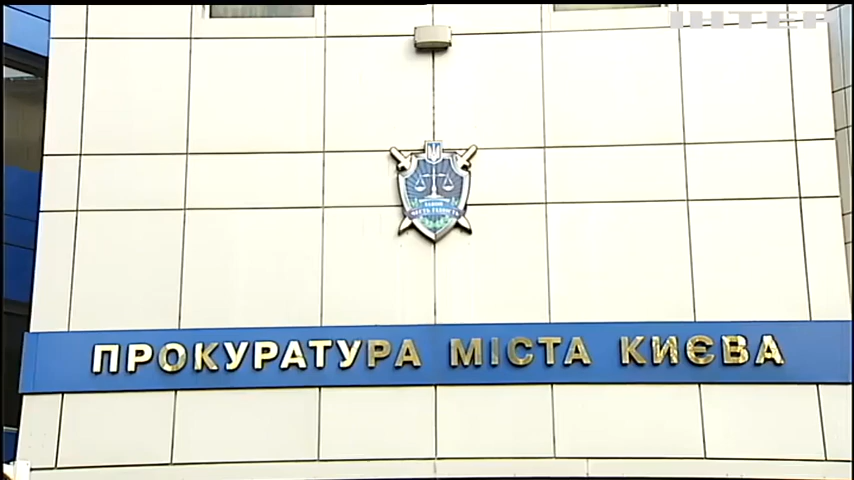 ІНТЕР
ПРОКУРАТУРА МІСТА КИЄВА